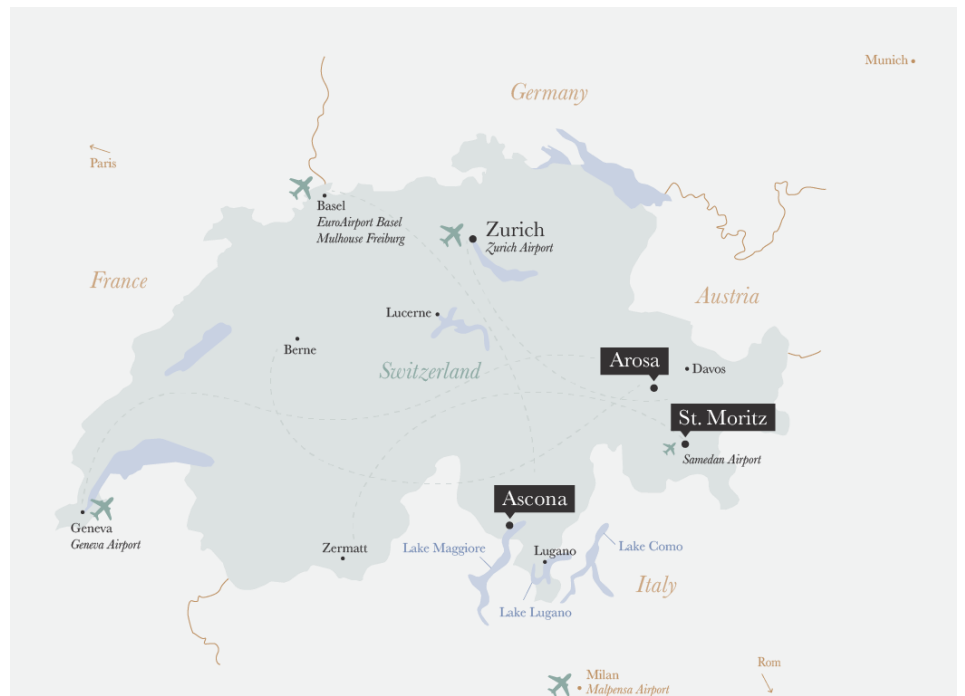 Munich
Germany
Paris
Basel
EuroAirport Basel
Mulhouse Freiburg
Zurich
Zurich Airport
France
Austria
Lucerne
Berne
Switzerland
Arosa
Davos
St. Moritz
Samedan Airport
Ascona
Geneva
Geneva Airport
Zermatt
Lake Maggiore
Lugano
Lake Como
Italy
Lake Lugano
Rom
Milan
Malpensa Airport